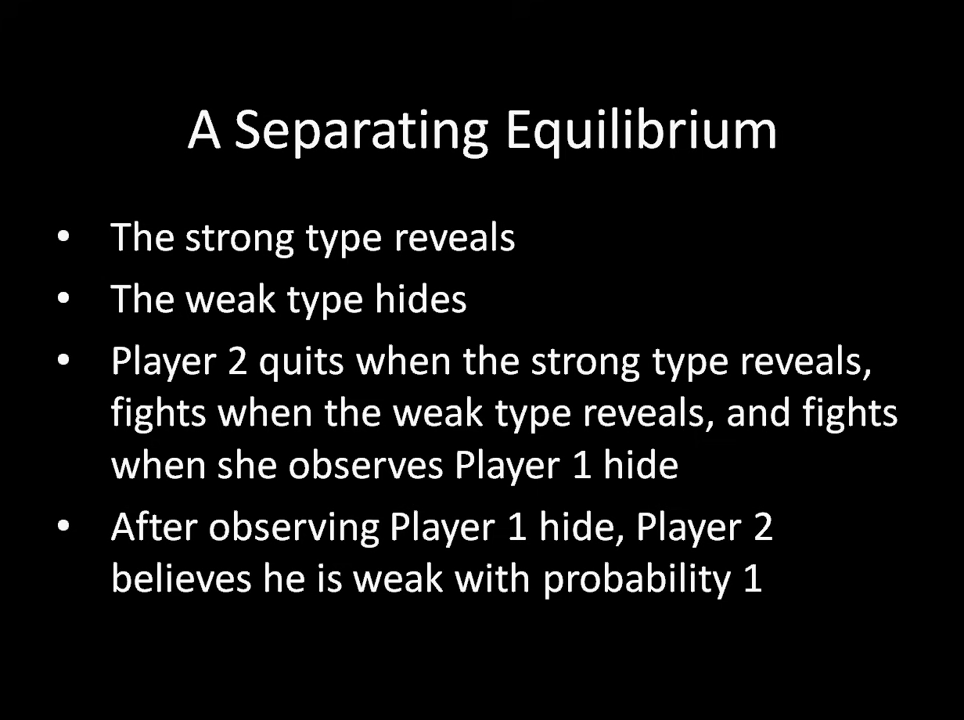 A Separating Equilibrium
• The strong type reveals
• The weak type hides
• Player 2 quits when the strong type reveals,
fights when the weak type reveals, and fights
when she observes Player 1 hide
• After observing Player 1 hide, Player 2
believes he is weak with probability 1